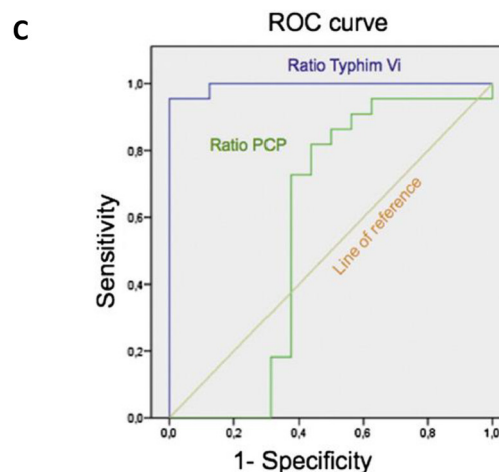 C
ROC curve
Ratio Typhim Vi
Ratio PCP
Line of reference
Sensitivity
1,0
0,8
0,6
0,4
0,2
0,0
0,0 0,2 0,4 0,6 0,8 1,0
1- Specificity